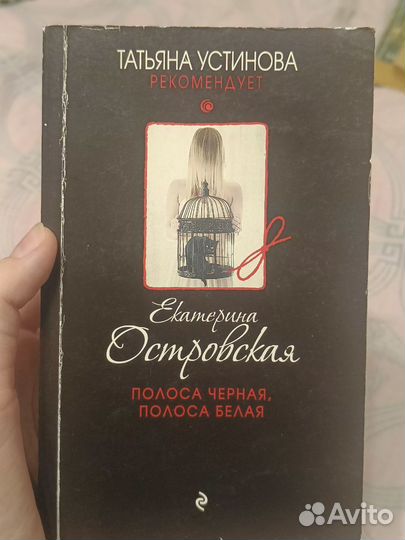 ТАТЬЯНА УСТИНОВА
РЕКОМЕНДУЕТ
Екатерина
Островская
ПОЛОСА ЧЕРНАЯ,
ПОЛОСА БЕЛАЯ
Avito